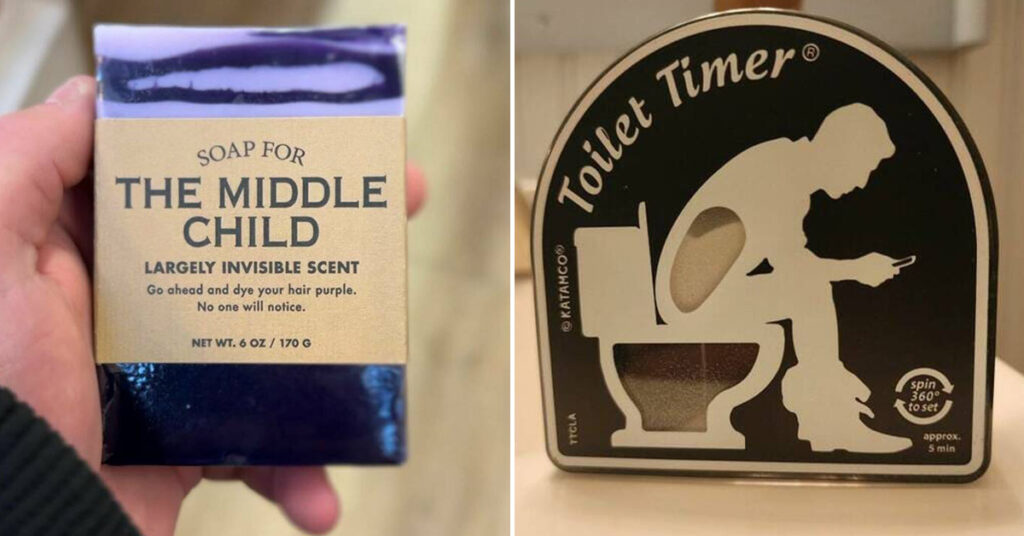 SOAP FOR
THE MIDDLE
CHILD
LARGELY INVISIBLE SCENT
Go ahead and dye your hair purple.
No one will notice.
NET WT. 6 OZ / 170 G
Toilet Timer®
© KATAMCO®
TTCLA
spin
360°
to set
approx.
5 min